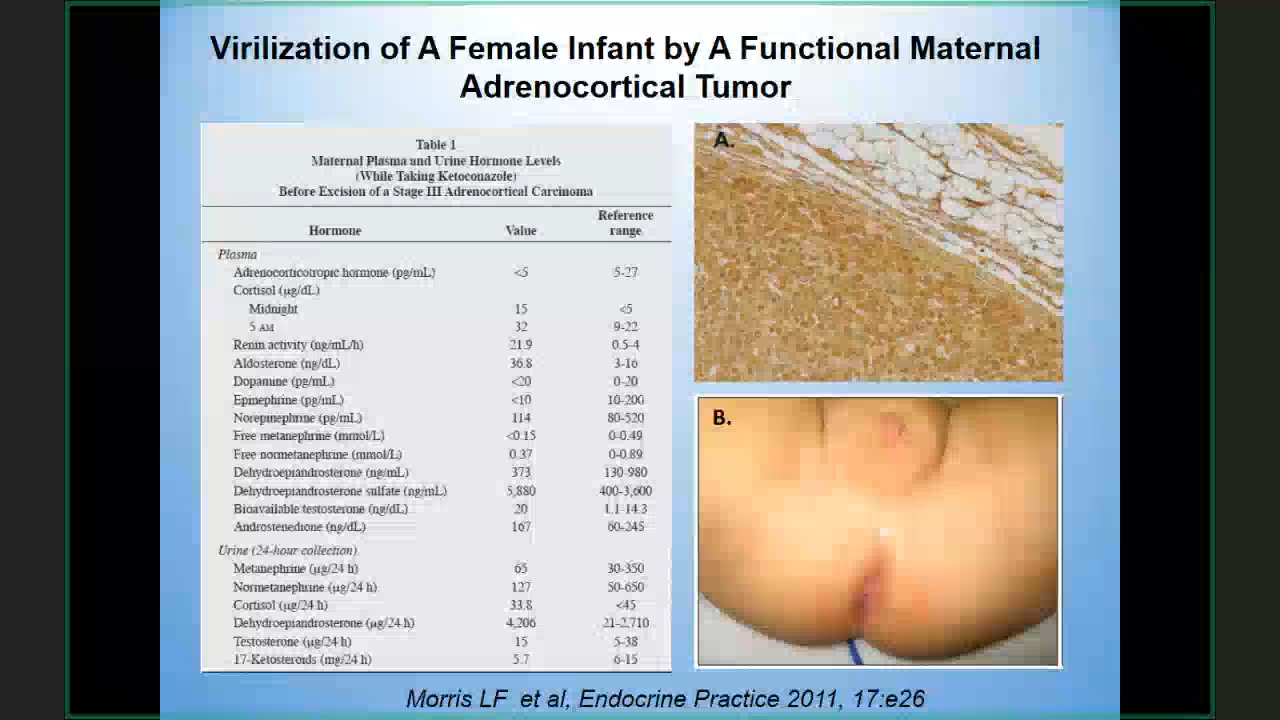 Virilization of A Female Infant by A Functional Maternal
Adrenocortical Tumor
Table 1
Maternal Plasma and Urine Hormone Levels
(While Taking Ketoconazole)
Before Excision of a Stage III Adrenocortical Carcinoma
Hormone Value Reference range
Plasma
Adrenocorticotropic hormone (pg/mL) <5 5-27
Cortisol (µg/dL)
Midnight 15 <5
5 AM 32 9-22
Renin activity (ng/mL/h) 21.9 0.5-4
Aldosterone (ng/dL) 36.8 3-16
Dopamine (pg/mL) <20 0-20
Epinephrine (pg/mL) <10 10-200
Norepinephrine (pg/mL) 114 80-520
Free metanephrine (mmol/L) <0.15 0-0.49
Free normetanephrine (mmol/L) 0.37 0-0.89
Dehydroepiandrosterone (ng/mL) 373 130-980
Dehydroepiandrosterone sulfate (ng/mL) 5,880 400-3,600
Bioavailable testosterone (ng/dL) 20 1.1-14.3
Androstenedione (ng/dL) 167 60-245
Urine (24-hour collection)
Metanephrine (µg/24 h) 65 30-350
Normetanephrine (µg/24 h) 127 50-650
Cortisol (µg/24 h) 33.8 <45
Dehydroepiandrosterone (µg/24 h) 4,206 21-2,710
Testosterone (µg/24 h) 15 5-38
17-Ketosteroids (mg/24 h) 5.7 6-15
A.
B.
Morris LF et al, Endocrine Practice 2011, 17:e26